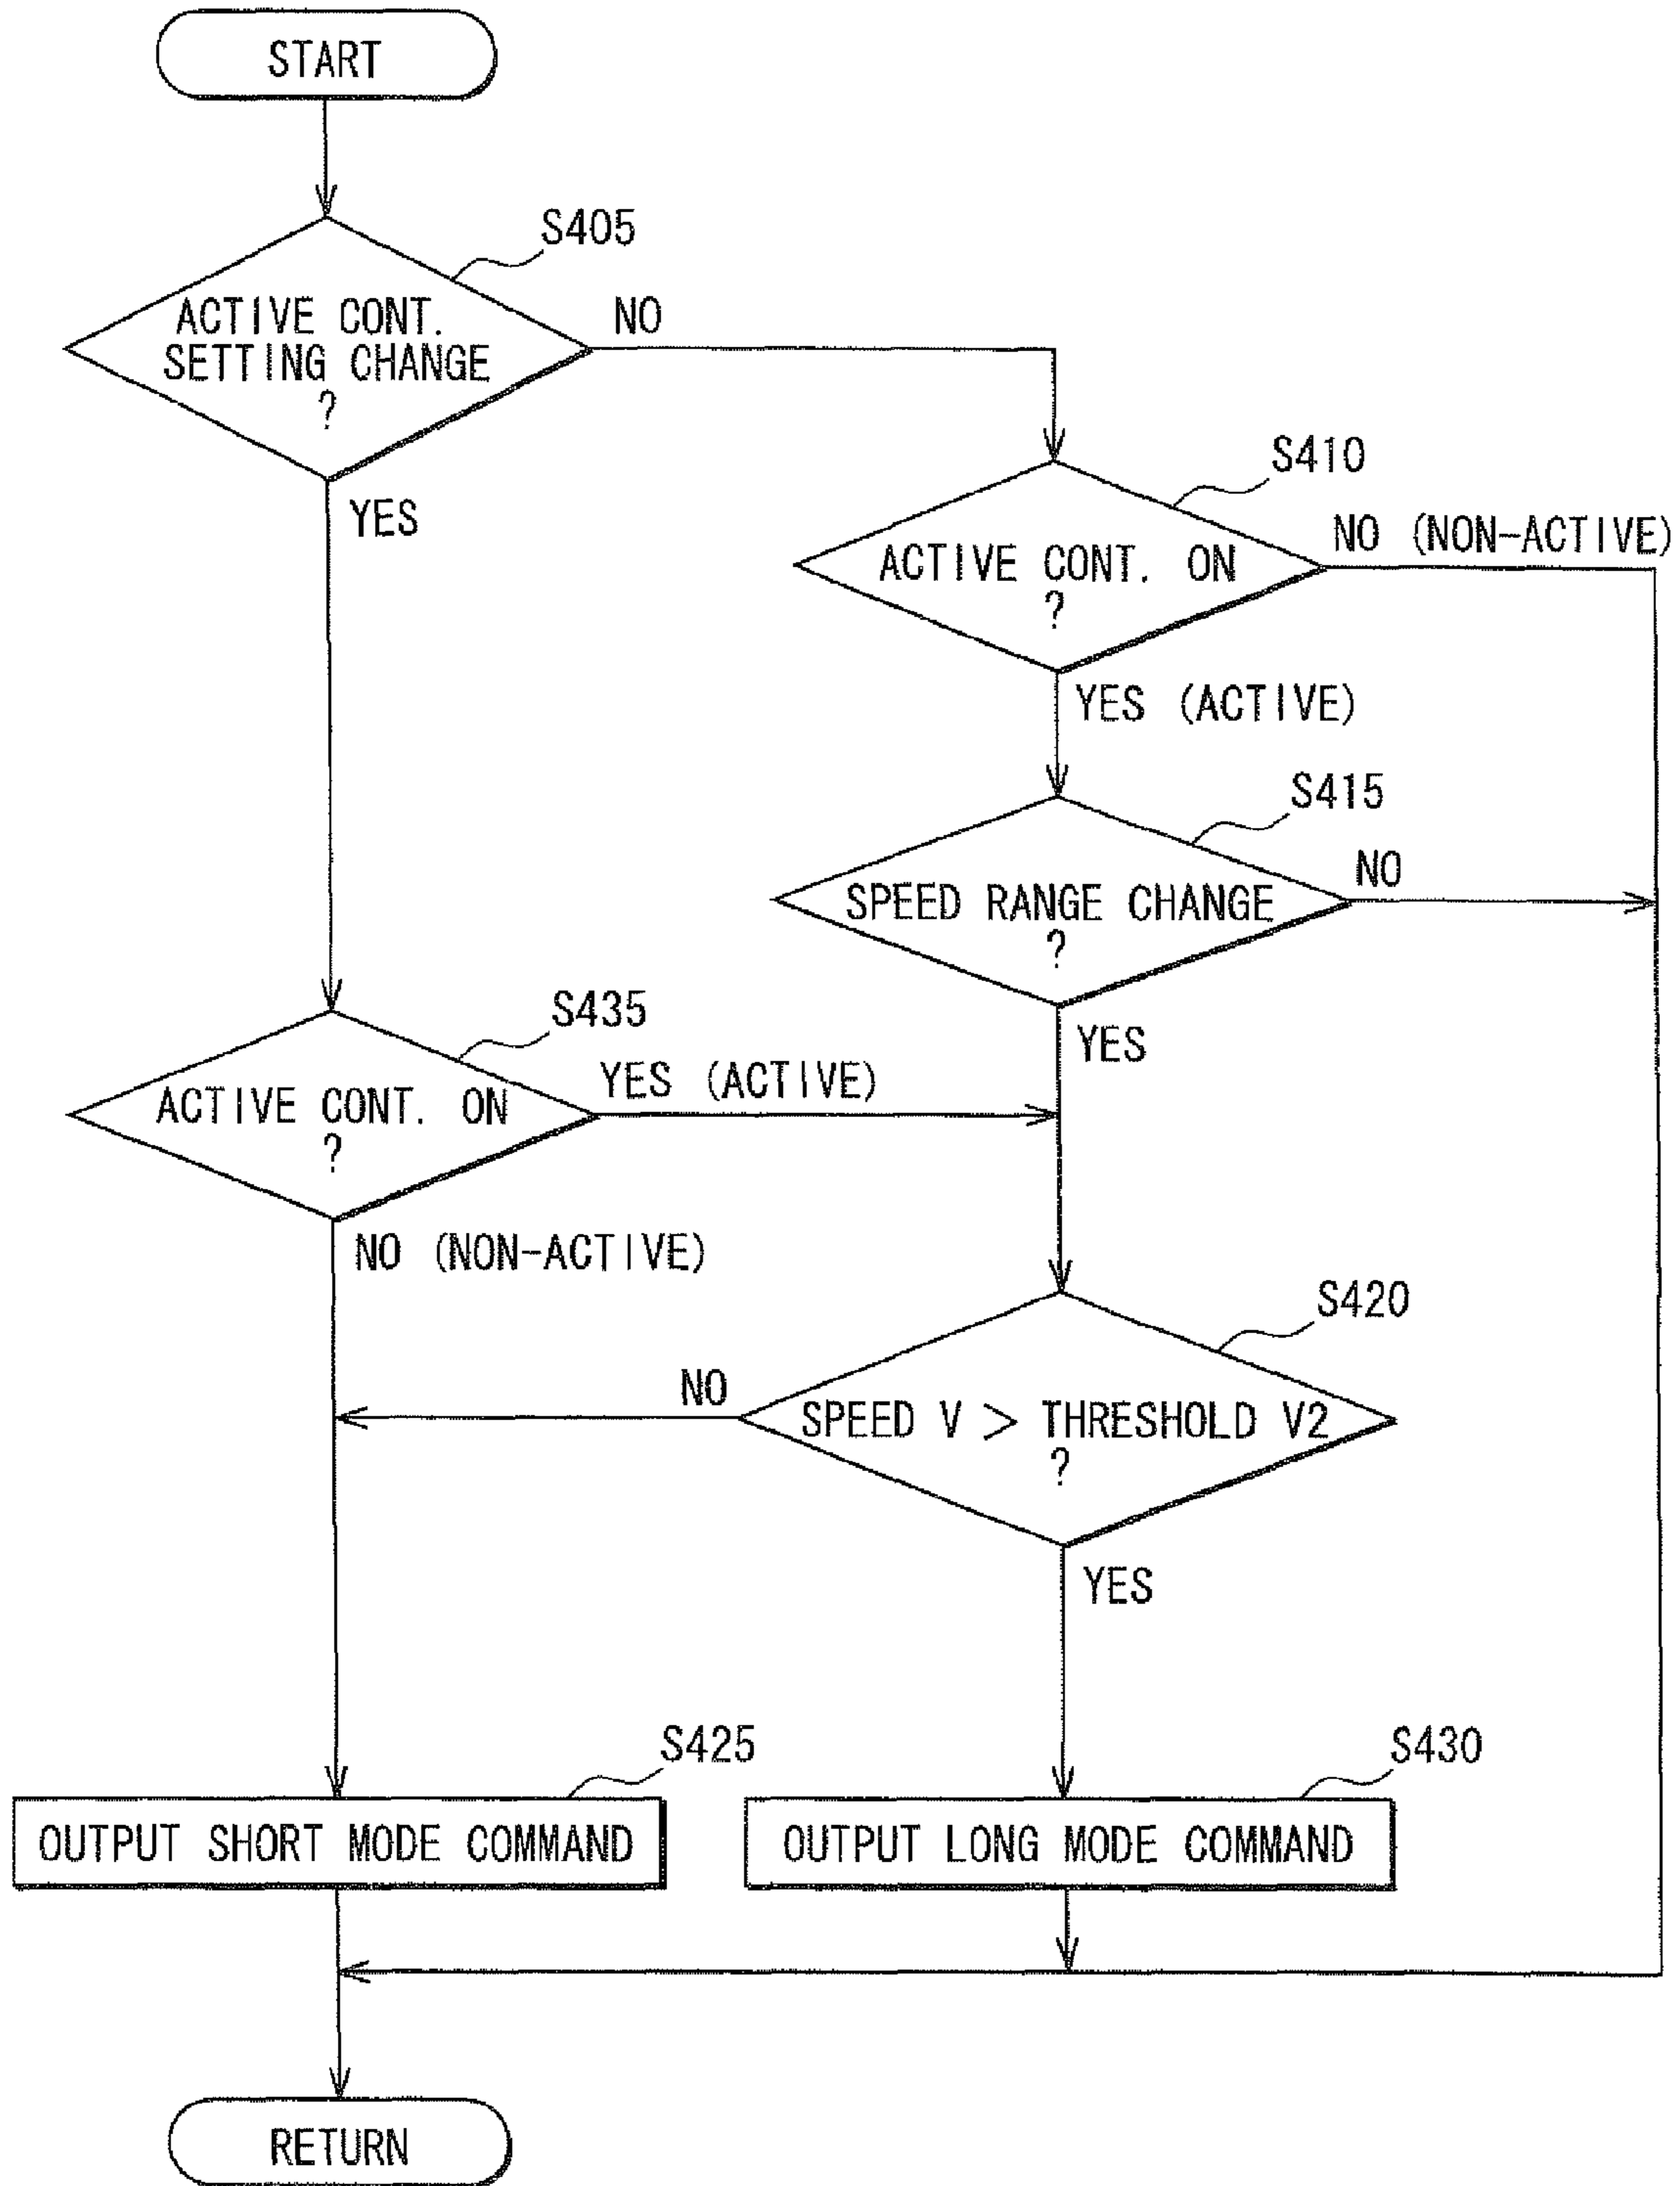 START
S405
ACTIVE CONT.
SETTING CHANGE
?
NO
YES
S410
ACTIVE CONT. ON
?
NO (NON-ACTIVE)
YES (ACTIVE)
S415
SPEED RANGE CHANGE
?
NO
YES
S435
ACTIVE CONT. ON
?
YES (ACTIVE)
NO (NON-ACTIVE)
S420
SPEED V > THRESHOLD V2
?
NO
YES
S425
OUTPUT SHORT MODE COMMAND
S430
OUTPUT LONG MODE COMMAND
RETURN